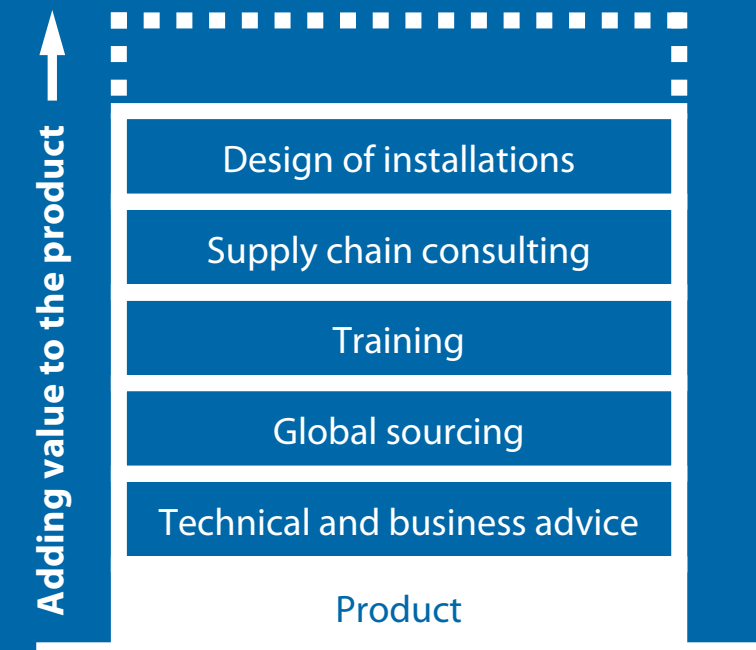 Adding value to the product
Design of installations
Supply chain consulting
Training
Global sourcing
Technical and business advice
Product